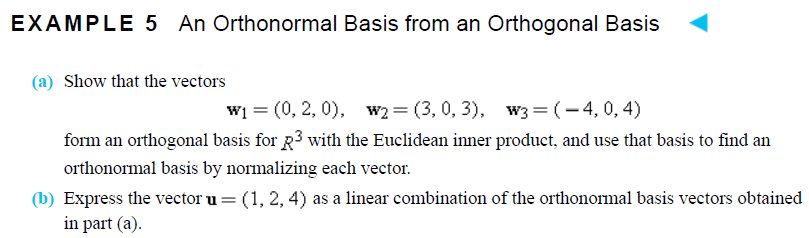 EXAMPLE 5 An Orthonormal Basis from an Orthogonal Basis
(a) Show that the vectors
w₁ = (0, 2, 0), w₂ = (3, 0, 3), w₃ = (−4, 0, 4)
form an orthogonal basis for R³ with the Euclidean inner product, and use that basis to find an
orthonormal basis by normalizing each vector.
(b) Express the vector u = (1, 2, 4) as a linear combination of the orthonormal basis vectors obtained
in part (a).